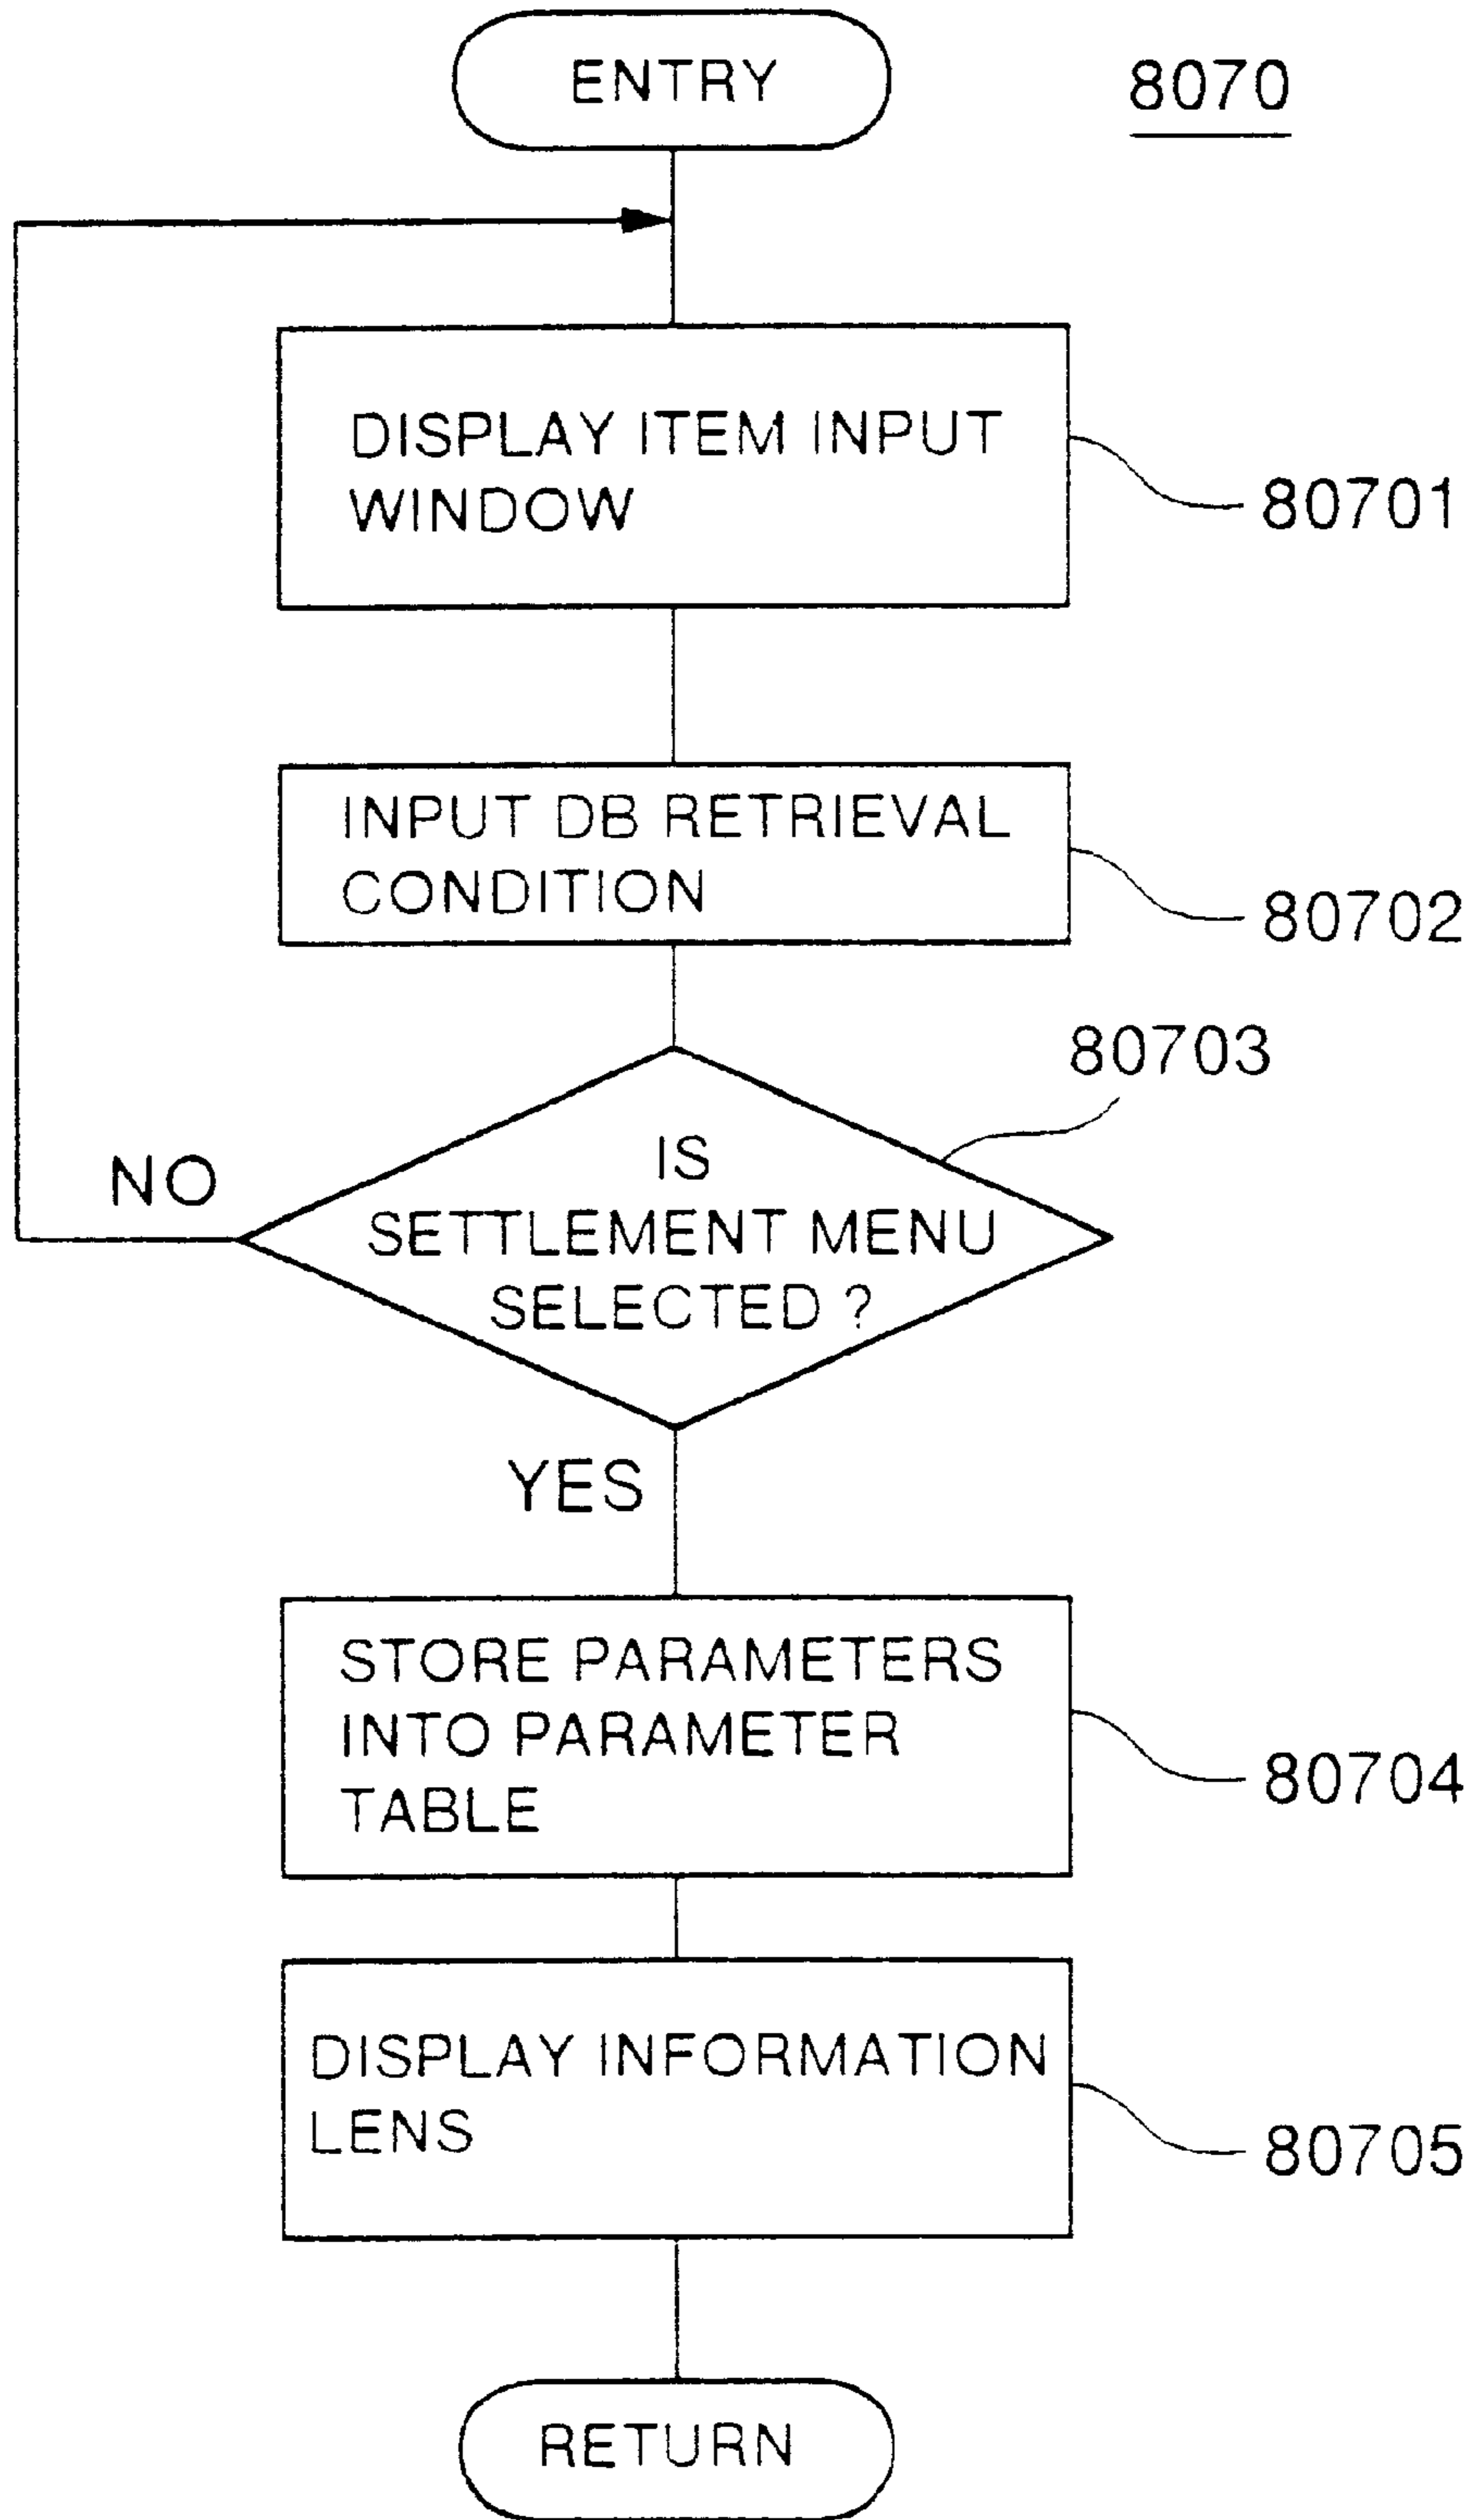 ENTRY
8070
DISPLAY ITEM INPUT
WINDOW
80701
INPUT DB RETRIEVAL
CONDITION
80702
80703
IS
SETTLEMENT MENU
SELECTED ?
NO
YES
STORE PARAMETERS
INTO PARAMETER
TABLE
80704
DISPLAY INFORMATION
LENS
80705
RETURN